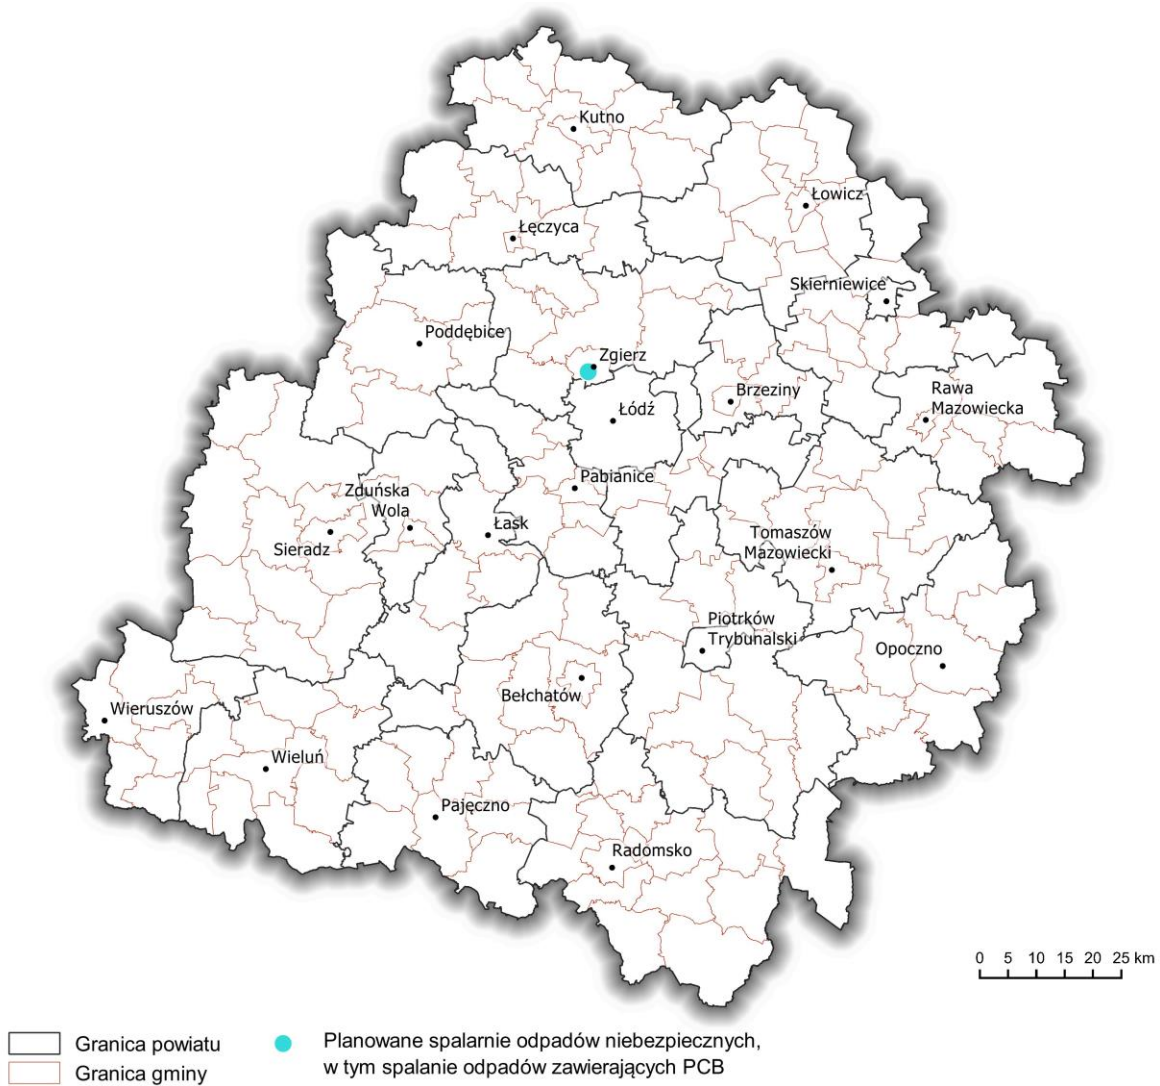 Kutno
Łowicz
Łęczyca
Skierniewice
Poddębice
Zgierz
Brzeziny
Rawa
Mazowiecka
Łódź
Pabianice
Zduńska
Wola
Łask
Sieradz
Tomaszów
Mazowiecki
Piotrków
Trybunalski
Opoczno
Bełchatów
Wieruszów
Wieluń
Pajęczno
Radomsko
0 5 10 15 20 25 km
Granica powiatu
Granica gminy
Planowane spalarnie odpadów niebezpiecznych,
w tym spalanie odpadów zawierających PCB